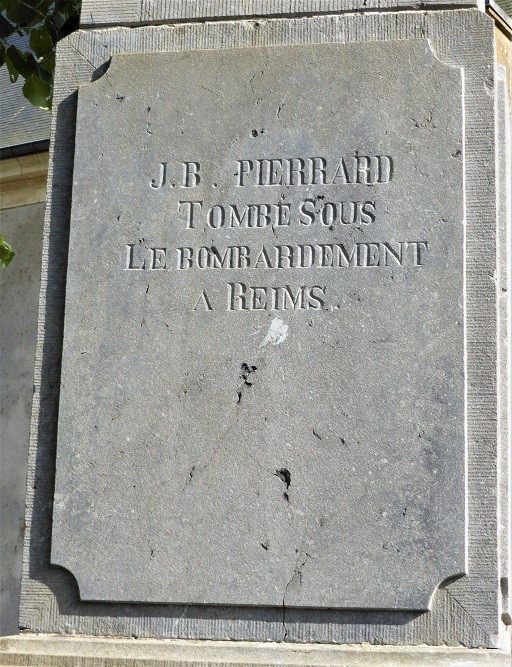 J.B. PIERRARD
TOMBÉ SOUS
LE BOMBARDEMENT
A REIMS.